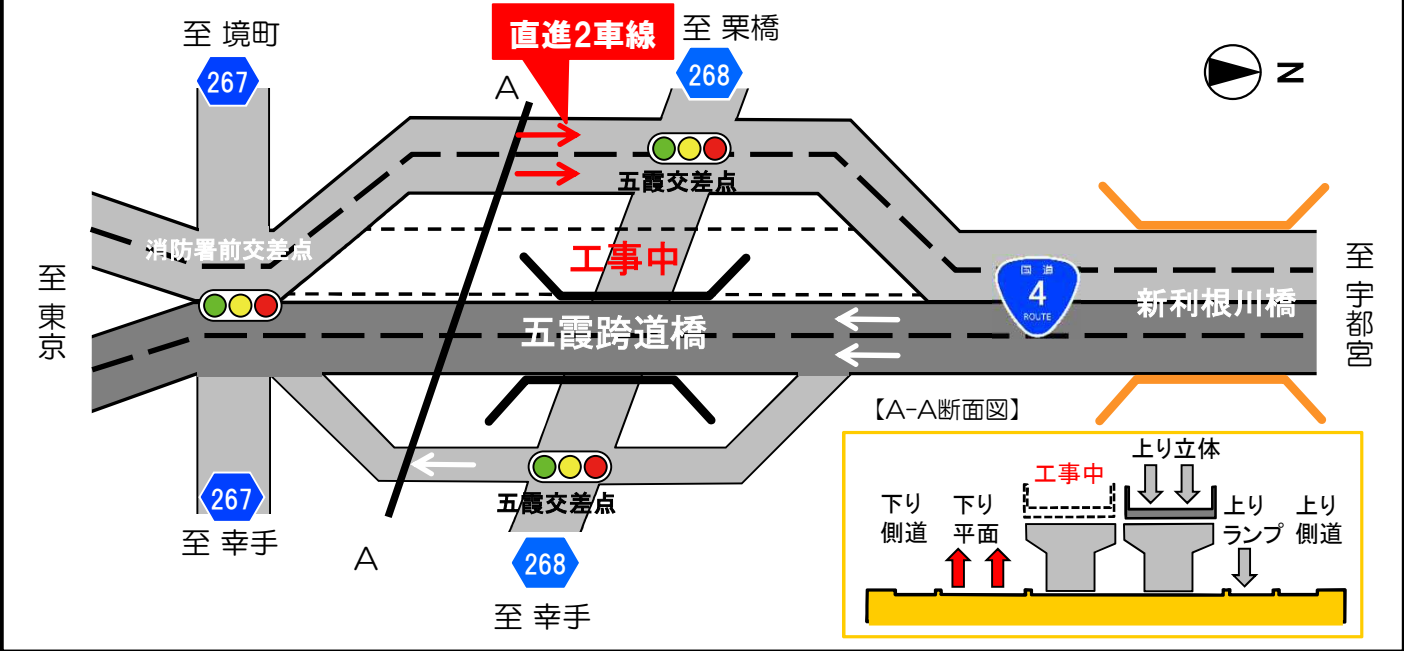 至 境町
267
A
直進2車線
至 栗橋
268
N
五霞交差点
消防署前交差点
工事中
至 東京
国道
4
ROUTE
新利根川橋
至 宇都宮
五霞跨道橋
267
至 幸手
A
五霞交差点
268
至 幸手
【A-A断面図】
上り立体
工事中
下り
側道
下り
平面
上り
ランプ
上り
側道